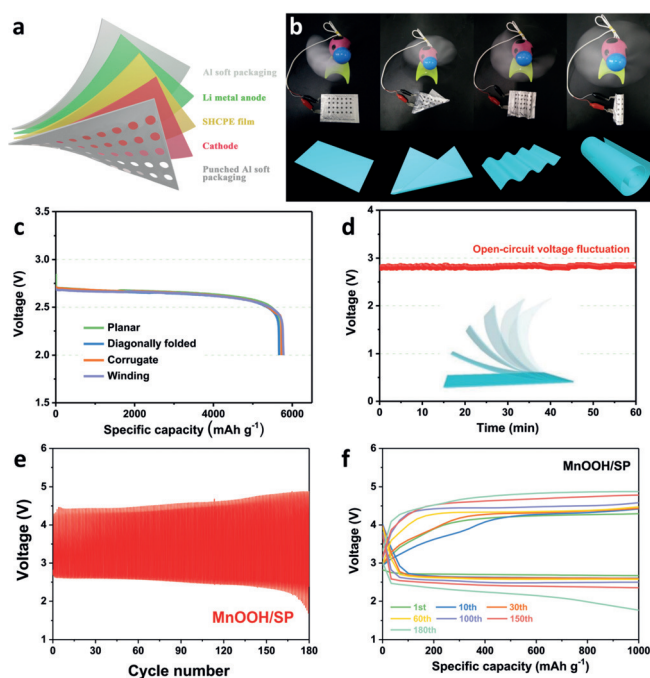 a
Al soft packaging
Li metal anode
SHCPE film
Cathode
Punched Al soft
packaging
b
c
Voltage (V)
3.5
3.0
2.5
2.0
1.5
Planar
Diagonally folded
Corrugate
Winding
0
2000
4000
6000
Specific capacity (mAh g⁻¹)
d
Voltage (V)
4
3
2
1
0
Open-circuit voltage fluctuation
0 10 20 30 40 50 60
Time (min)
e
Voltage (V)
6
5
4
3
2
1
MnOOH/SP
0 30 60 90 120 150 180
Cycle number
f
Voltage (V)
6
5
4
3
2
1
MnOOH/SP
1st 10th 30th
60th 100th 150th
180th
0 200 400 600 800 1000
Specific capacity (mAh g⁻¹)